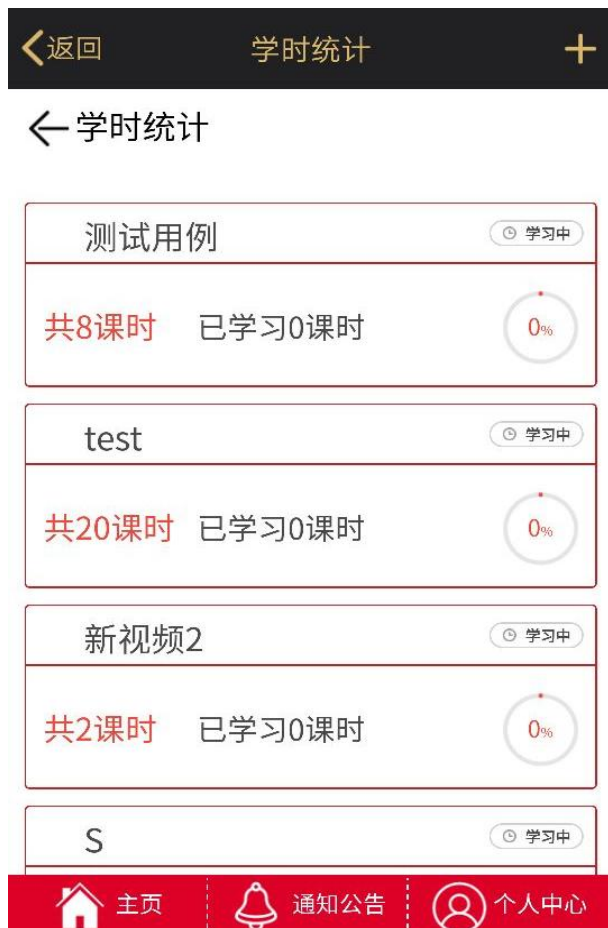 返回 学时统计
学时统计
测试用例 学习中
共8课时 已学习0课时 0%
test 学习中
共20课时 已学习0课时 0%
新视频2 学习中
共2课时 已学习0课时 0%
S 学习中
主页 通知公告 个人中心